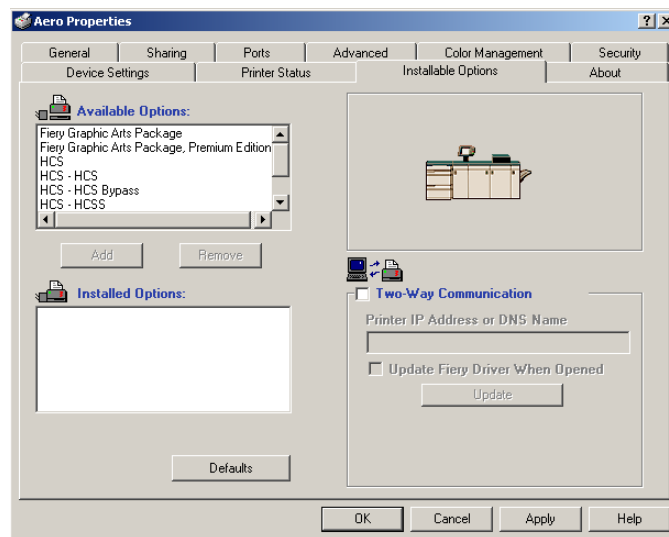 Aero Properties
General Sharing Ports Advanced Color Management Security
Device Settings Printer Status Installable Options About
Available Options:
Fiery Graphic Arts Package
Fiery Graphic Arts Package, Premium Edition
HCS
HCS - HCS
HCS - HCS Bypass
HCS - HCSS
Add Remove
Installed Options:
Defaults
Two-Way Communication
Printer IP Address or DNS Name
Update Fiery Driver When Opened
Update
OK Cancel Apply Help